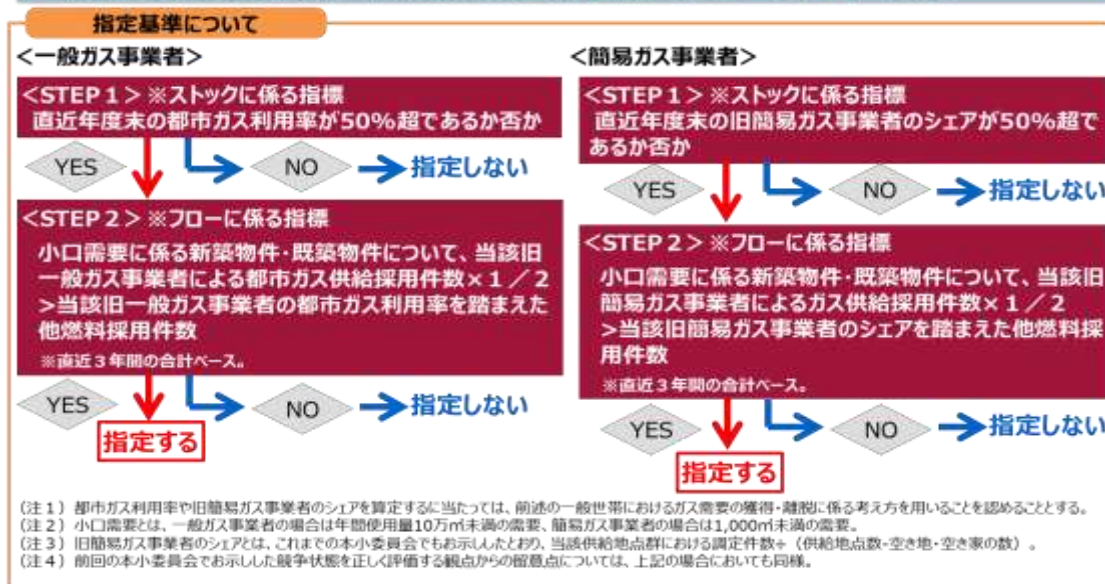 指定基準について
＜一般ガス事業者＞
＜STEP１＞※ストックに係る指標
直近年度末の都市ガス利用率が50%超であるか否か
YES
NO
指定しない
＜STEP２＞※フローに係る指標
小口需要に係る新築物件・既築物件について、当該旧
一般ガス事業者による都市ガス供給採用件数×１／２
>当該旧一般ガス事業者の都市ガス利用率を踏まえた
他燃料採用件数
※直近３年間の合計ベース。
YES
NO
指定しない
指定する
＜簡易ガス事業者＞
＜STEP１＞※ストックに係る指標
直近年度末の旧簡易ガス事業者のシェアが50%超で
あるか否か
YES
NO
指定しない
＜STEP２＞※フローに係る指標
小口需要に係る新築物件・既築物件について、当該旧
簡易ガス事業者によるガス供給採用件数×１／２
>当該旧簡易ガス事業者のシェアを踏まえた他燃料採
用件数
※直近３年間の合計ベース。
YES
NO
指定しない
指定する
（注１）都市ガス利用率や旧簡易ガス事業者のシェアを算定するに当たっては、前述の一般世帯におけるガス需要の獲得・離脱に係る考え方を用いることを認めることとする。
（注２）小口需要とは、一般ガス事業者の場合は年間使用量10万㎥未満の需要、簡易ガス事業者の場合は1,000㎥未満の需要。
（注３）旧簡易ガス事業者のシェアとは、これまでの本小委員会でもお示ししたとおり、当該供給地点群における調定件数÷（供給地点数-空き地・空き家の数）。
（注４）前回の本小委員会でお示しした競争状態を正しく評価する観点からの留意点については、上記の場合においても同様。